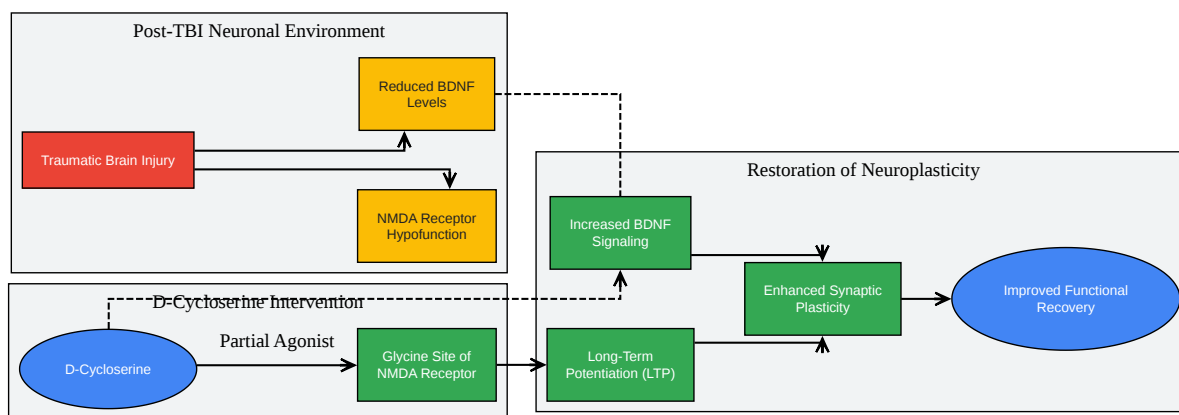 Post-TBI Neuronal Environment
Reduced BDNF
Levels
Traumatic Brain Injury
NMDA Receptor
Hypofunction
Restoration of Neuroplasticity
Increased BDNF
Signaling
Enhanced Synaptic
Plasticity
Improved Functional
Recovery
D-Cycloserine Intervention
Partial Agonist
D-Cycloserine
Glycine Site of
NMDA Receptor
Long-Term
Potentiation (LTP)